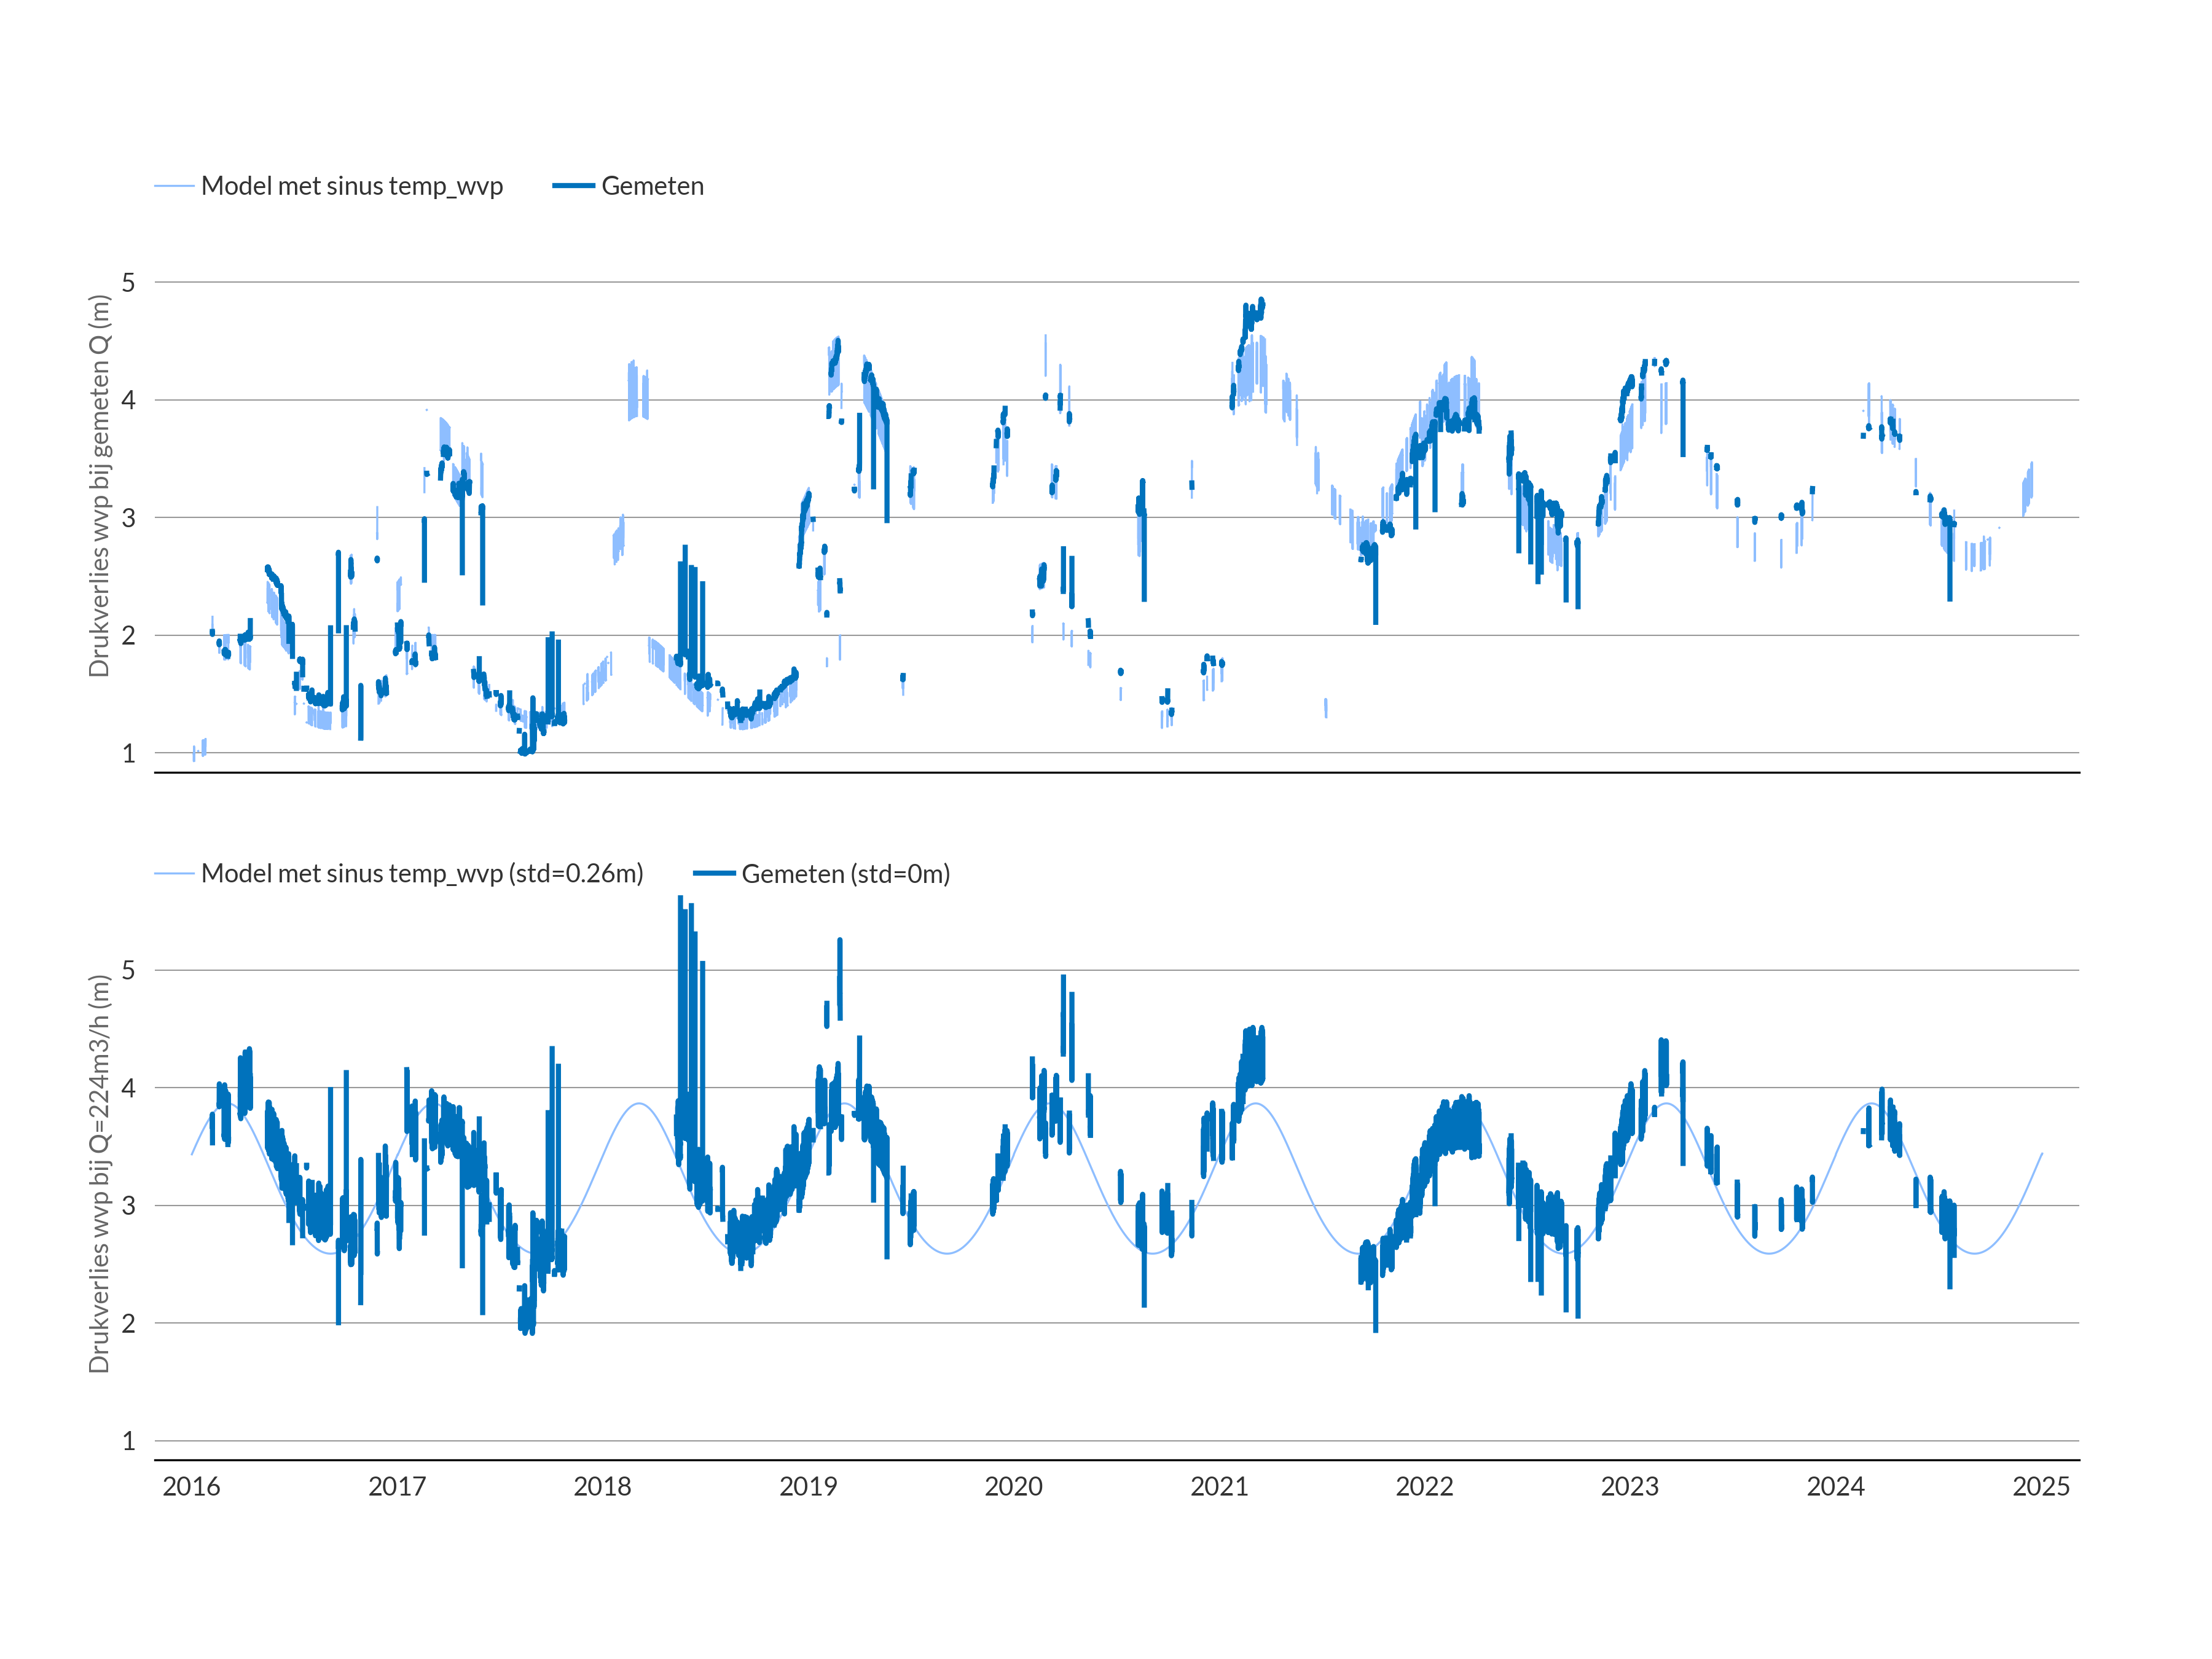 Model met sinus temp_wvp Gemeten
Drukverlies wvp bij gemeten Q (m)
5
4
3
2
1
Model met sinus temp_wvp (std=0.26m) Gemeten (std=0m)
Drukverlies wvp bij Q=224m3/h (m)
5
4
3
2
1
2016 2017 2018 2019 2020 2021 2022 2023 2024 2025